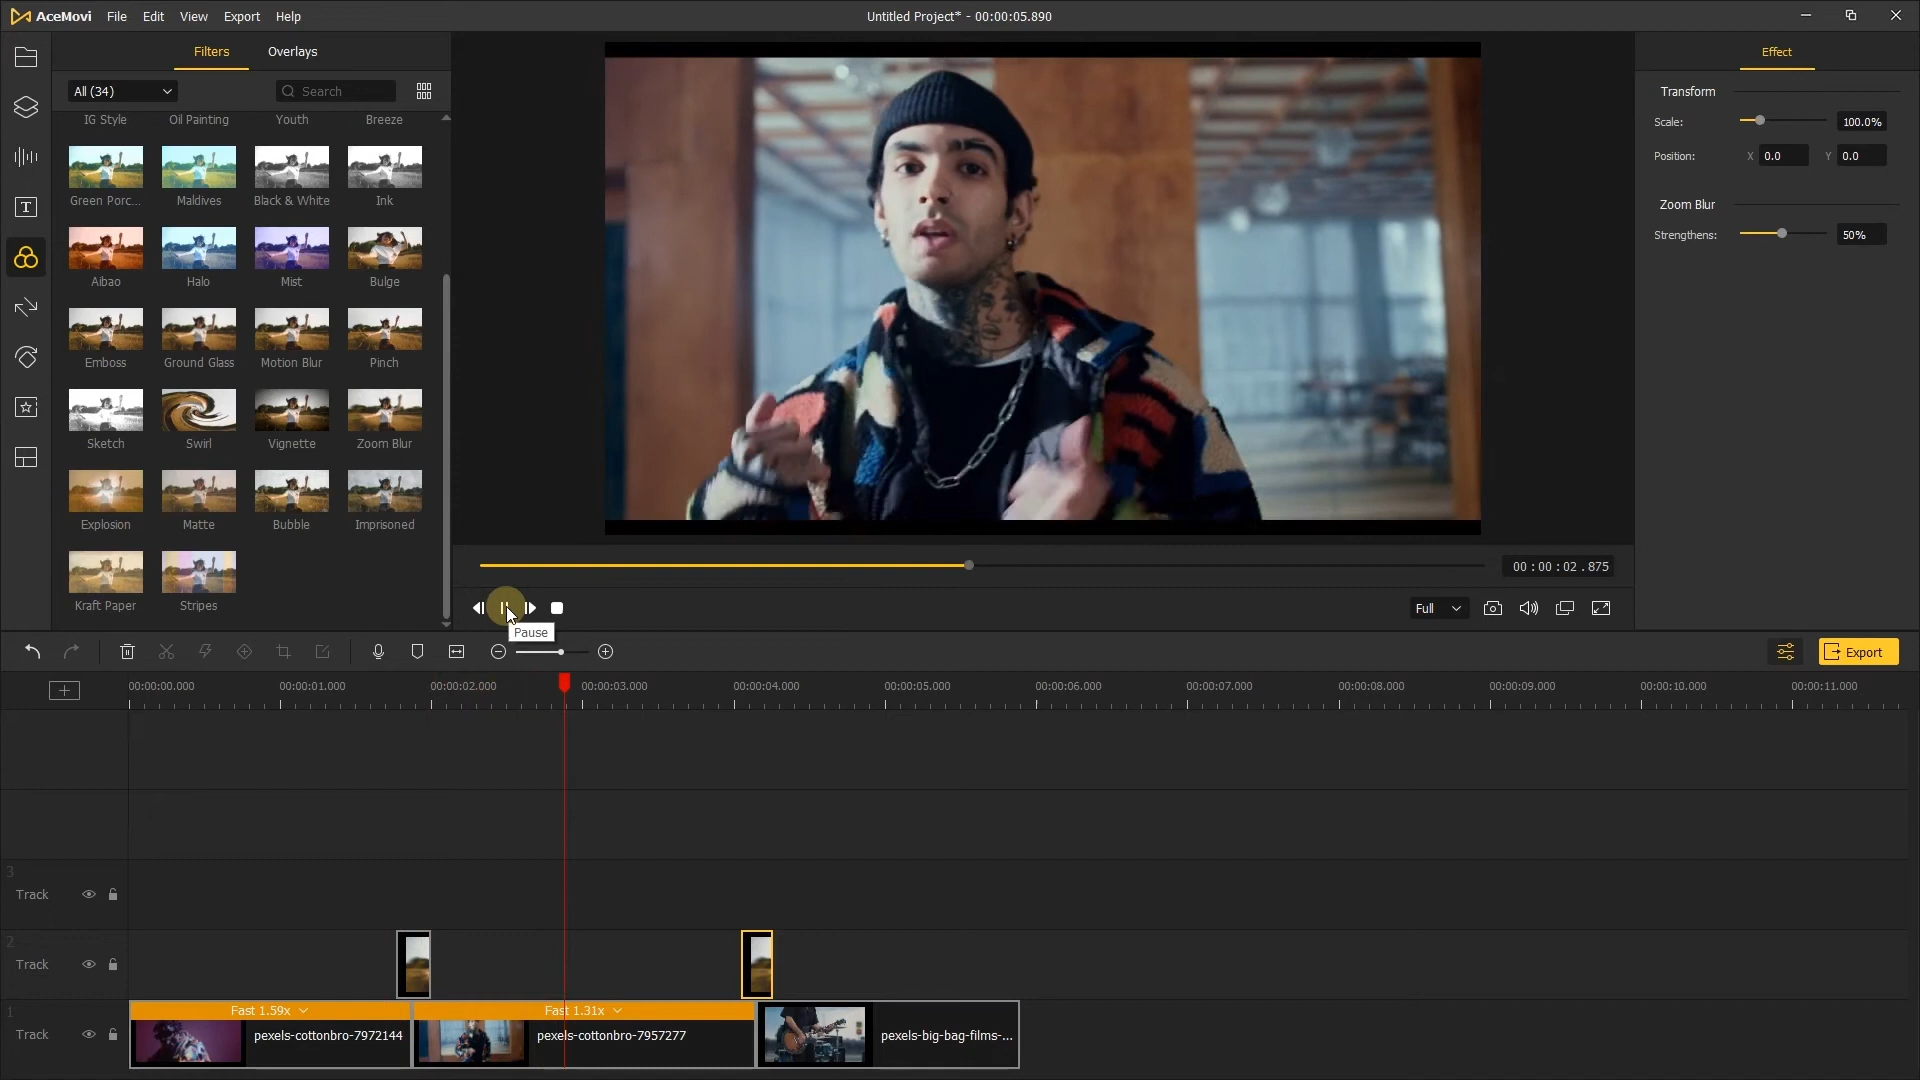 AceMovi File Edit View Export Help
Untitled Project* - 00:00:05.890
Filters Overlays
All (34)
Search
IG Style Oil Painting Youth Breeze
Green Porc... Maldives Black & White Ink
Aibao Halo Mist Bulge
Emboss Ground Glass Motion Blur Pinch
Sketch Swirl Vignette Zoom Blur
Explosion Matte Bubble Imprisoned
Kraft Paper Stripes
Effect
Transform
Scale: 100.0%
Position: X 0.0 Y 0.0
Zoom Blur
Strengthens: 50%
00 : 00 : 02 . 875
Full
Pause
Export
00:00:00.000 00:00:01.000 00:00:02.000 00:00:03.000 00:00:04.000 00:00:05.000 00:00:06.000 00:00:07.000 00:00:08.000 00:00:09.000 00:00:10.000 00:00:11.000
3
Track
2
Track
1
Track
Fast 1.59x Fast 1.31x
pexels-cottonbro-7972144 pexels-cottonbro-7957277 pexels-big-bag-films-...